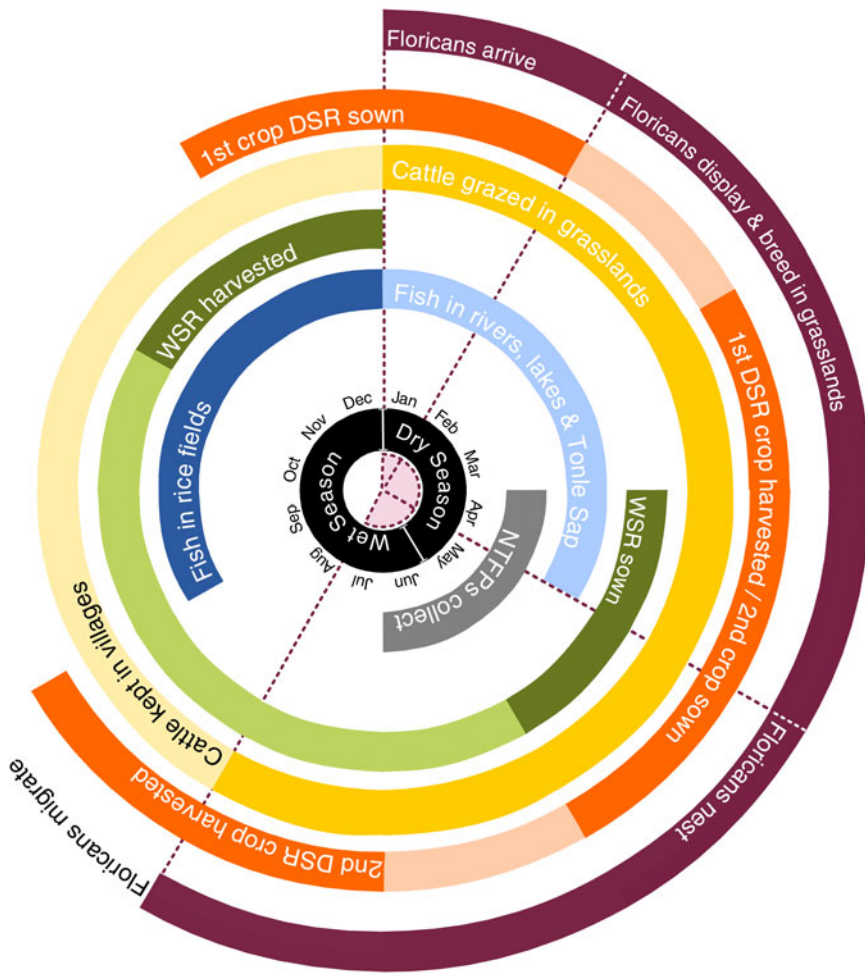 Floricans arrive
Floricans display & breed in grasslands
Floricans nest
Floricans migrate
1st crop DSR sown
1st DSR crop harvested / 2nd crop sown
2nd DSR crop harvested
Cattle grazed in grasslands
Cattle kept in villages
WSR harvested
WSR sown
Fish in rivers, lakes & Tonle Sap
Fish in rice fields
NTFPs collect
Dry Season
Wet Season
Jan
Feb
Mar
Apr
May
Jun
Jul
Aug
Sep
Oct
Nov
Dec